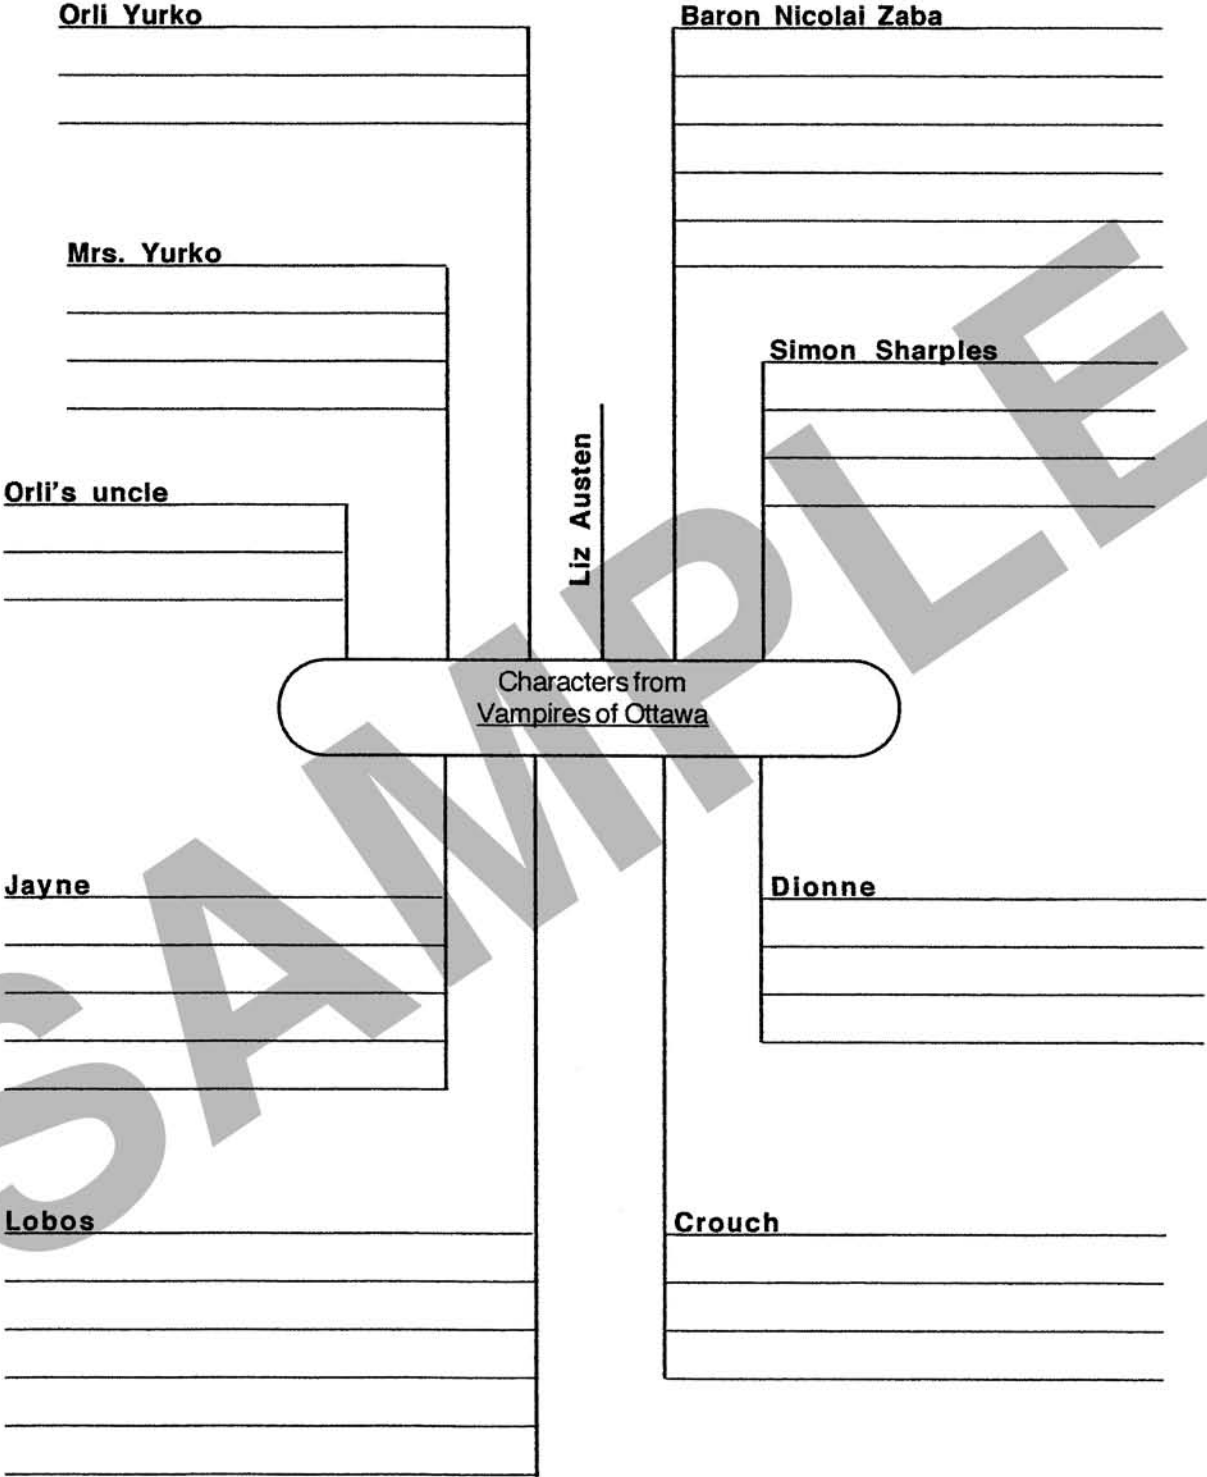 Orli Yurko
Baron Nicolai Zaba
Mrs. Yurko
Simon Sharples
Orli's uncle
Liz Austen
Characters from
Vampires of Ottawa
Jayne
Dionne
Lobos
Crouch
SAMPLE